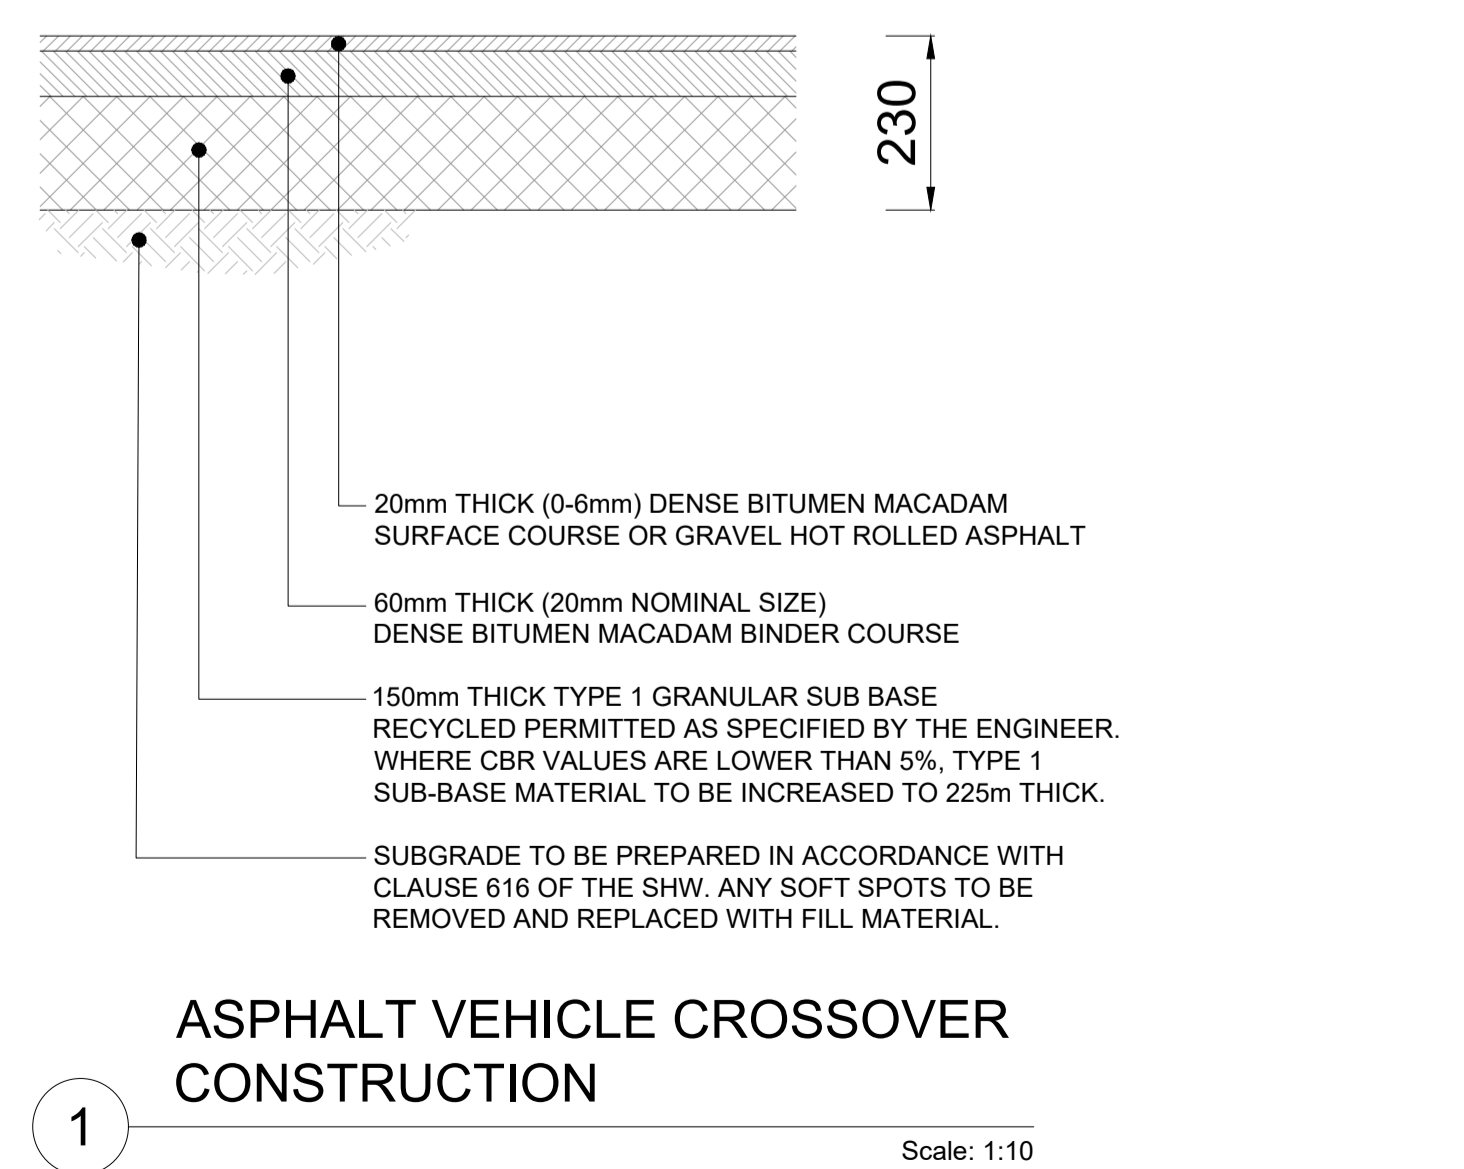 230
20mm THICK (0-6mm) DENSE BITUMEN MACADAM
SURFACE COURSE OR GRAVEL HOT ROLLED ASPHALT
60mm THICK (20mm NOMINAL SIZE)
DENSE BITUMEN MACADAM BINDER COURSE
150mm THICK TYPE 1 GRANULAR SUB BASE
RECYCLED PERMITTED AS SPECIFIED BY THE ENGINEER.
WHERE CBR VALUES ARE LOWER THAN 5%, TYPE 1
SUB-BASE MATERIAL TO BE INCREASED TO 225m THICK.
SUBGRADE TO BE PREPARED IN ACCORDANCE WITH
CLAUSE 616 OF THE SHW. ANY SOFT SPOTS TO BE
REMOVED AND REPLACED WITH FILL MATERIAL.
ASPHALT VEHICLE CROSSOVER
CONSTRUCTION
1
Scale: 1:10